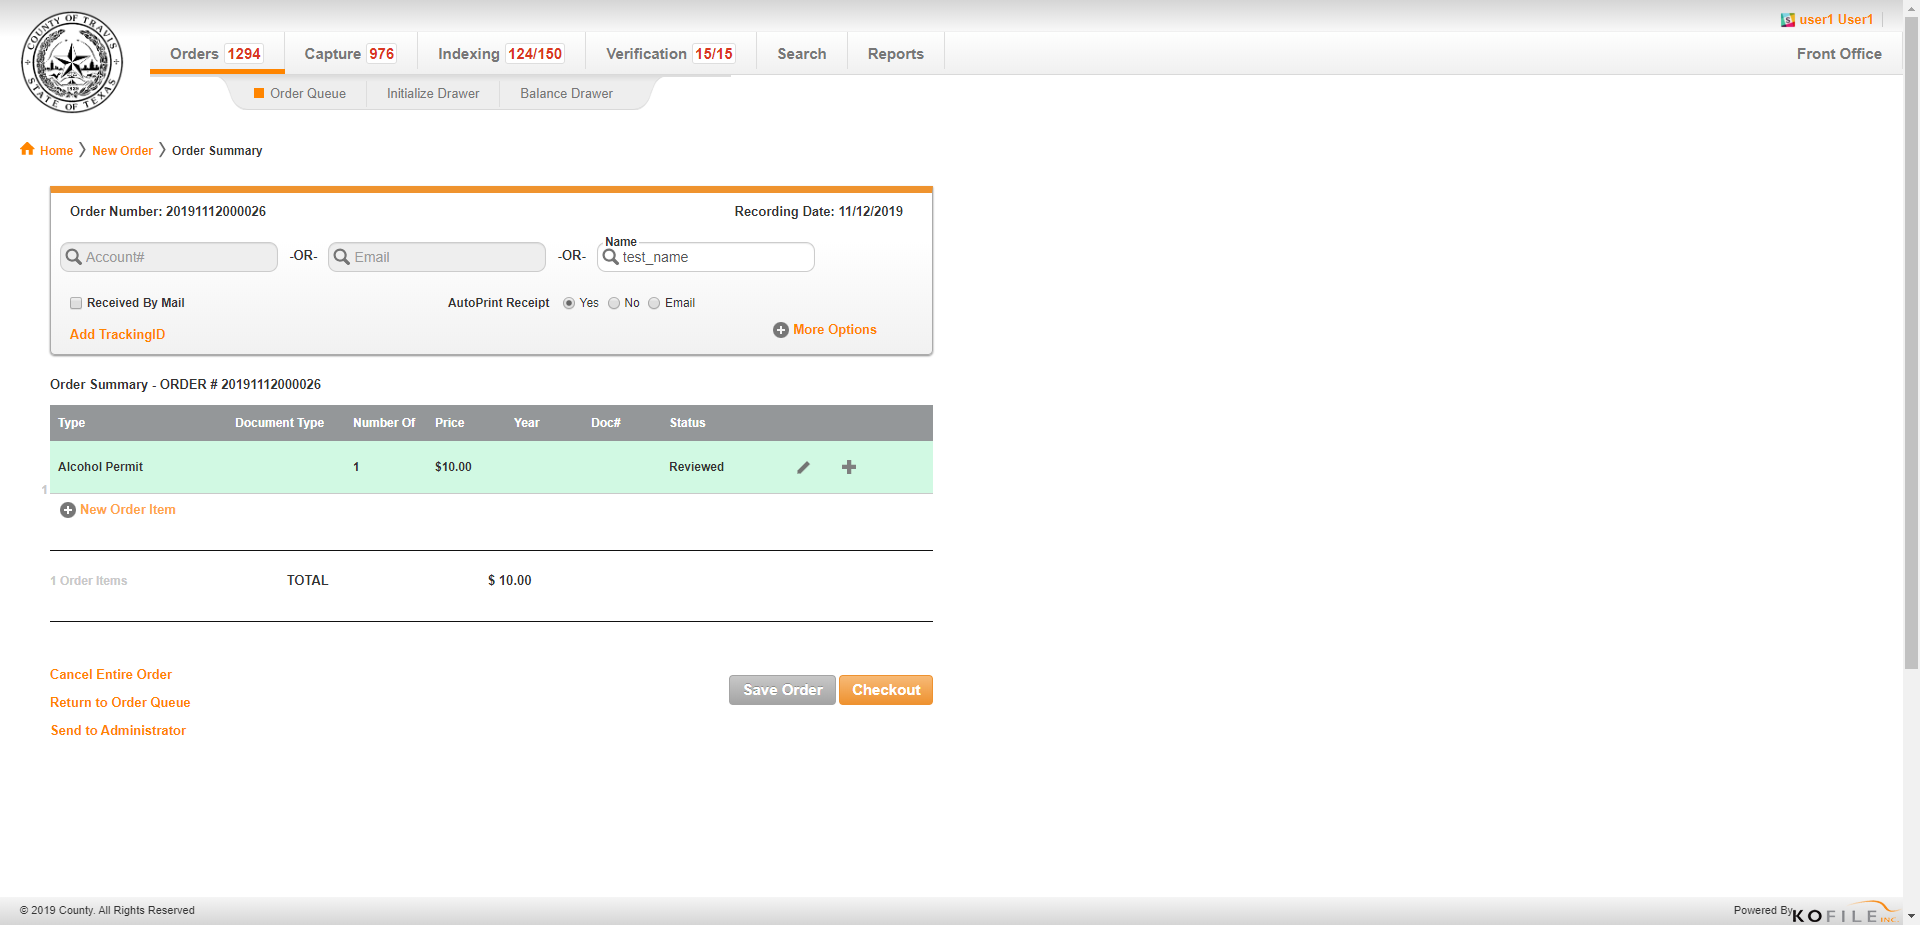 COUNTY OF TRAVIS
STATE OF TEXAS
user1 User1
Orders 1294 Capture 976 Indexing 124/150 Verification 15/15 Search Reports Front Office
Order Queue Initialize Drawer Balance Drawer
Home New Order Order Summary
Order Number: 20191112000026 Recording Date: 11/12/2019
Name
Account# -OR- Email -OR- test_name
Received By Mail AutoPrint Receipt Yes No Email
Add TrackingID More Options
Order Summary - ORDER # 20191112000026
Type Document Type Number Of Price Year Doc# Status
Alcohol Permit 1 $10.00 Reviewed
1
New Order Item
1 Order Items TOTAL $ 10.00
Cancel Entire Order
Save Order Checkout
Return to Order Queue
Send to Administrator
© 2019 County. All Rights Reserved Powered By KOFILE INC.